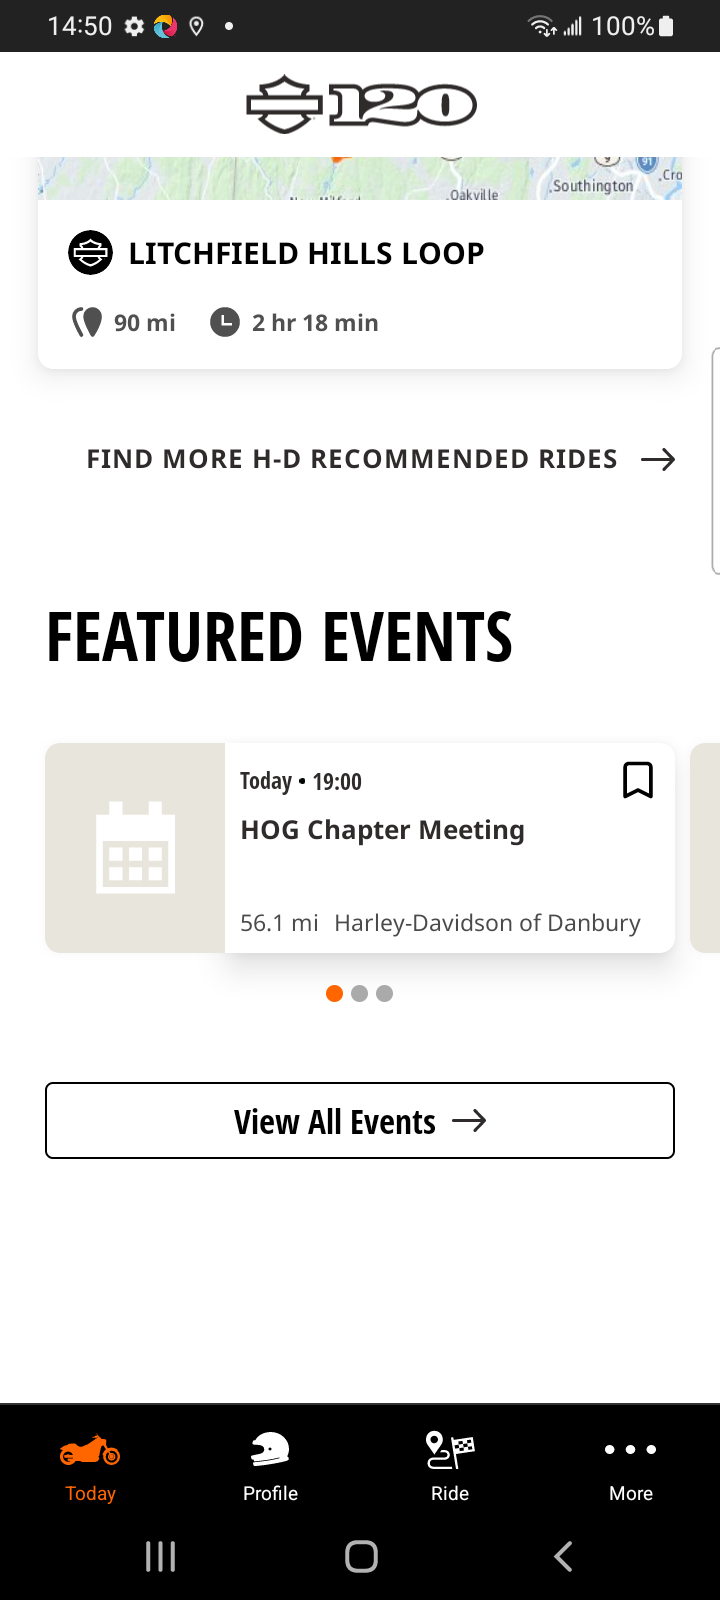 14:50
100%
120
Oakville
9
Southington
91
Cro
LITCHFIELD HILLS LOOP
90 mi
2 hr 18 min
FIND MORE H-D RECOMMENDED RIDES
FEATURED EVENTS
Today • 19:00
HOG Chapter Meeting
56.1 mi Harley-Davidson of Danbury
View All Events
Today
Profile
Ride
More